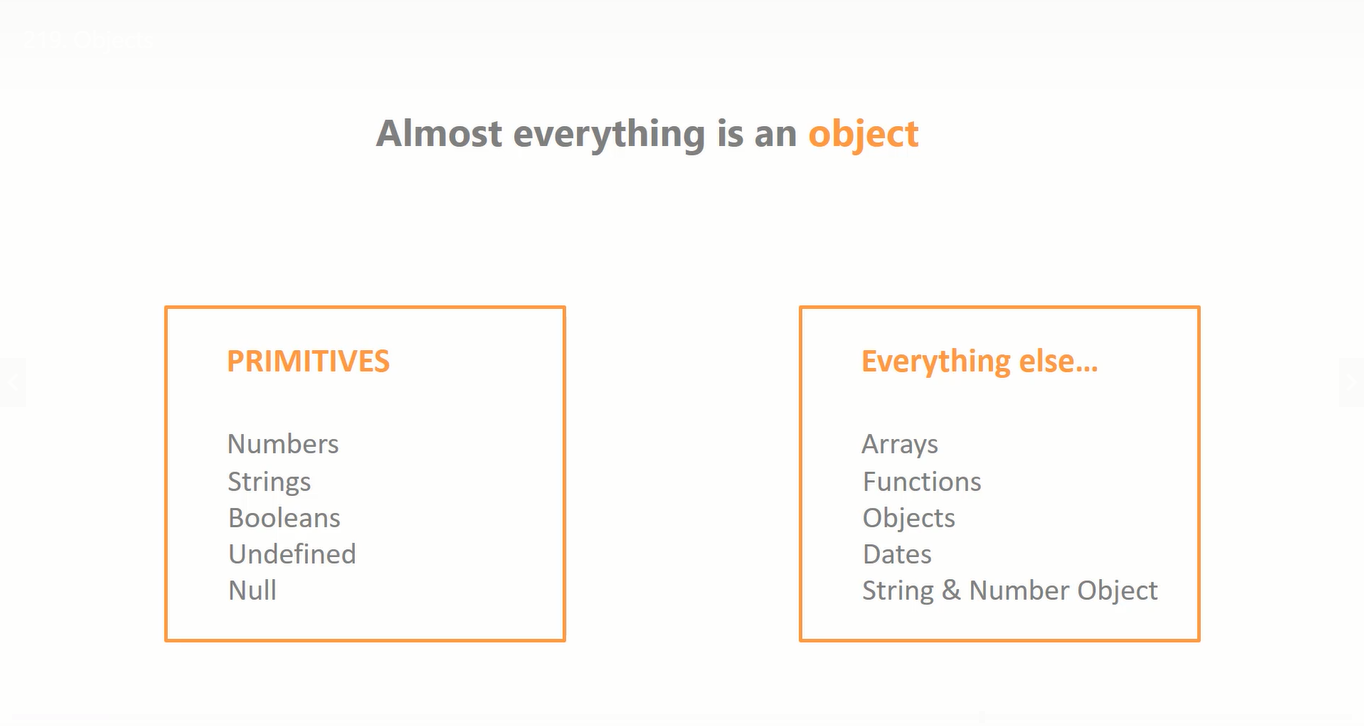 Almost everything is an object
PRIMITIVES
Numbers
Strings
Booleans
Undefined
Null
Everything else...
Arrays
Functions
Objects
Dates
String & Number Object